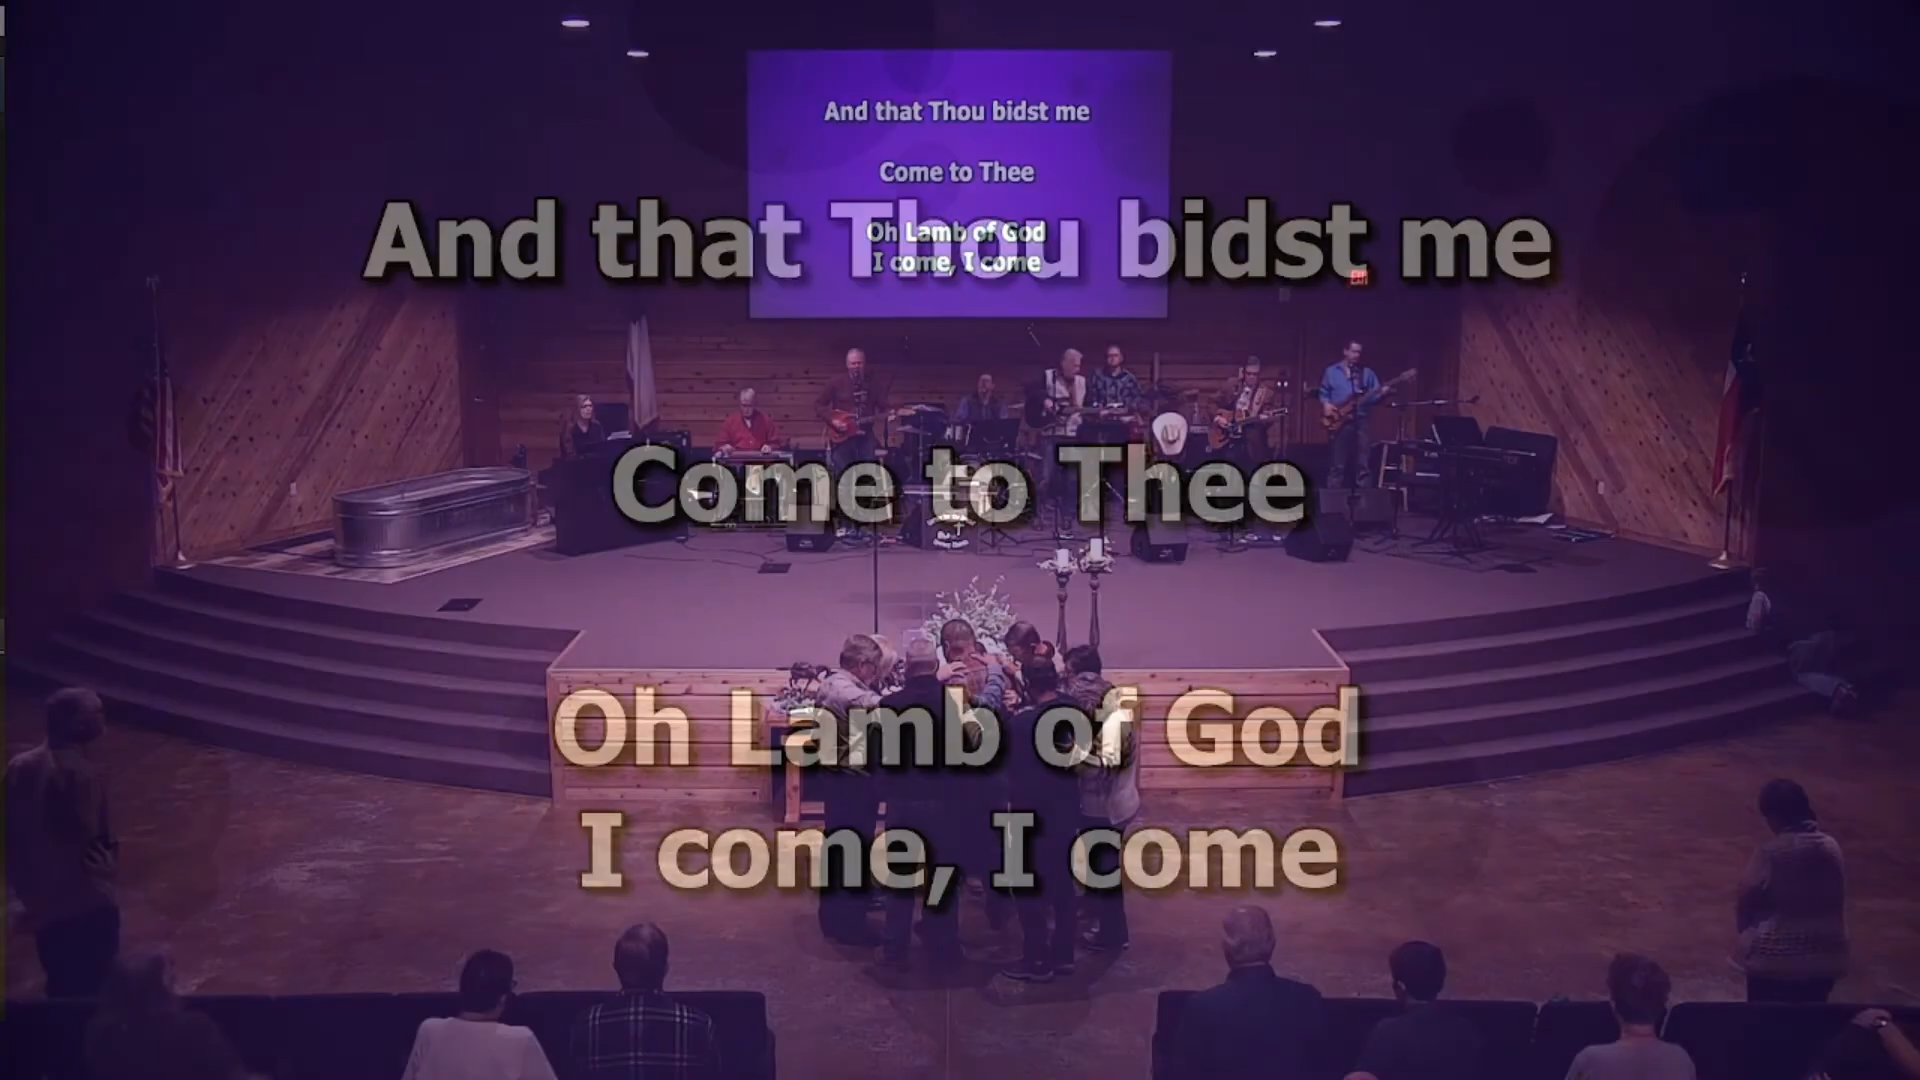 And that Thou bidst me
Come to Thee
Oh Lamb of God
I come, I come
And that Thou bidst me
Come to Thee
Oh Lamb of God
I come, I come